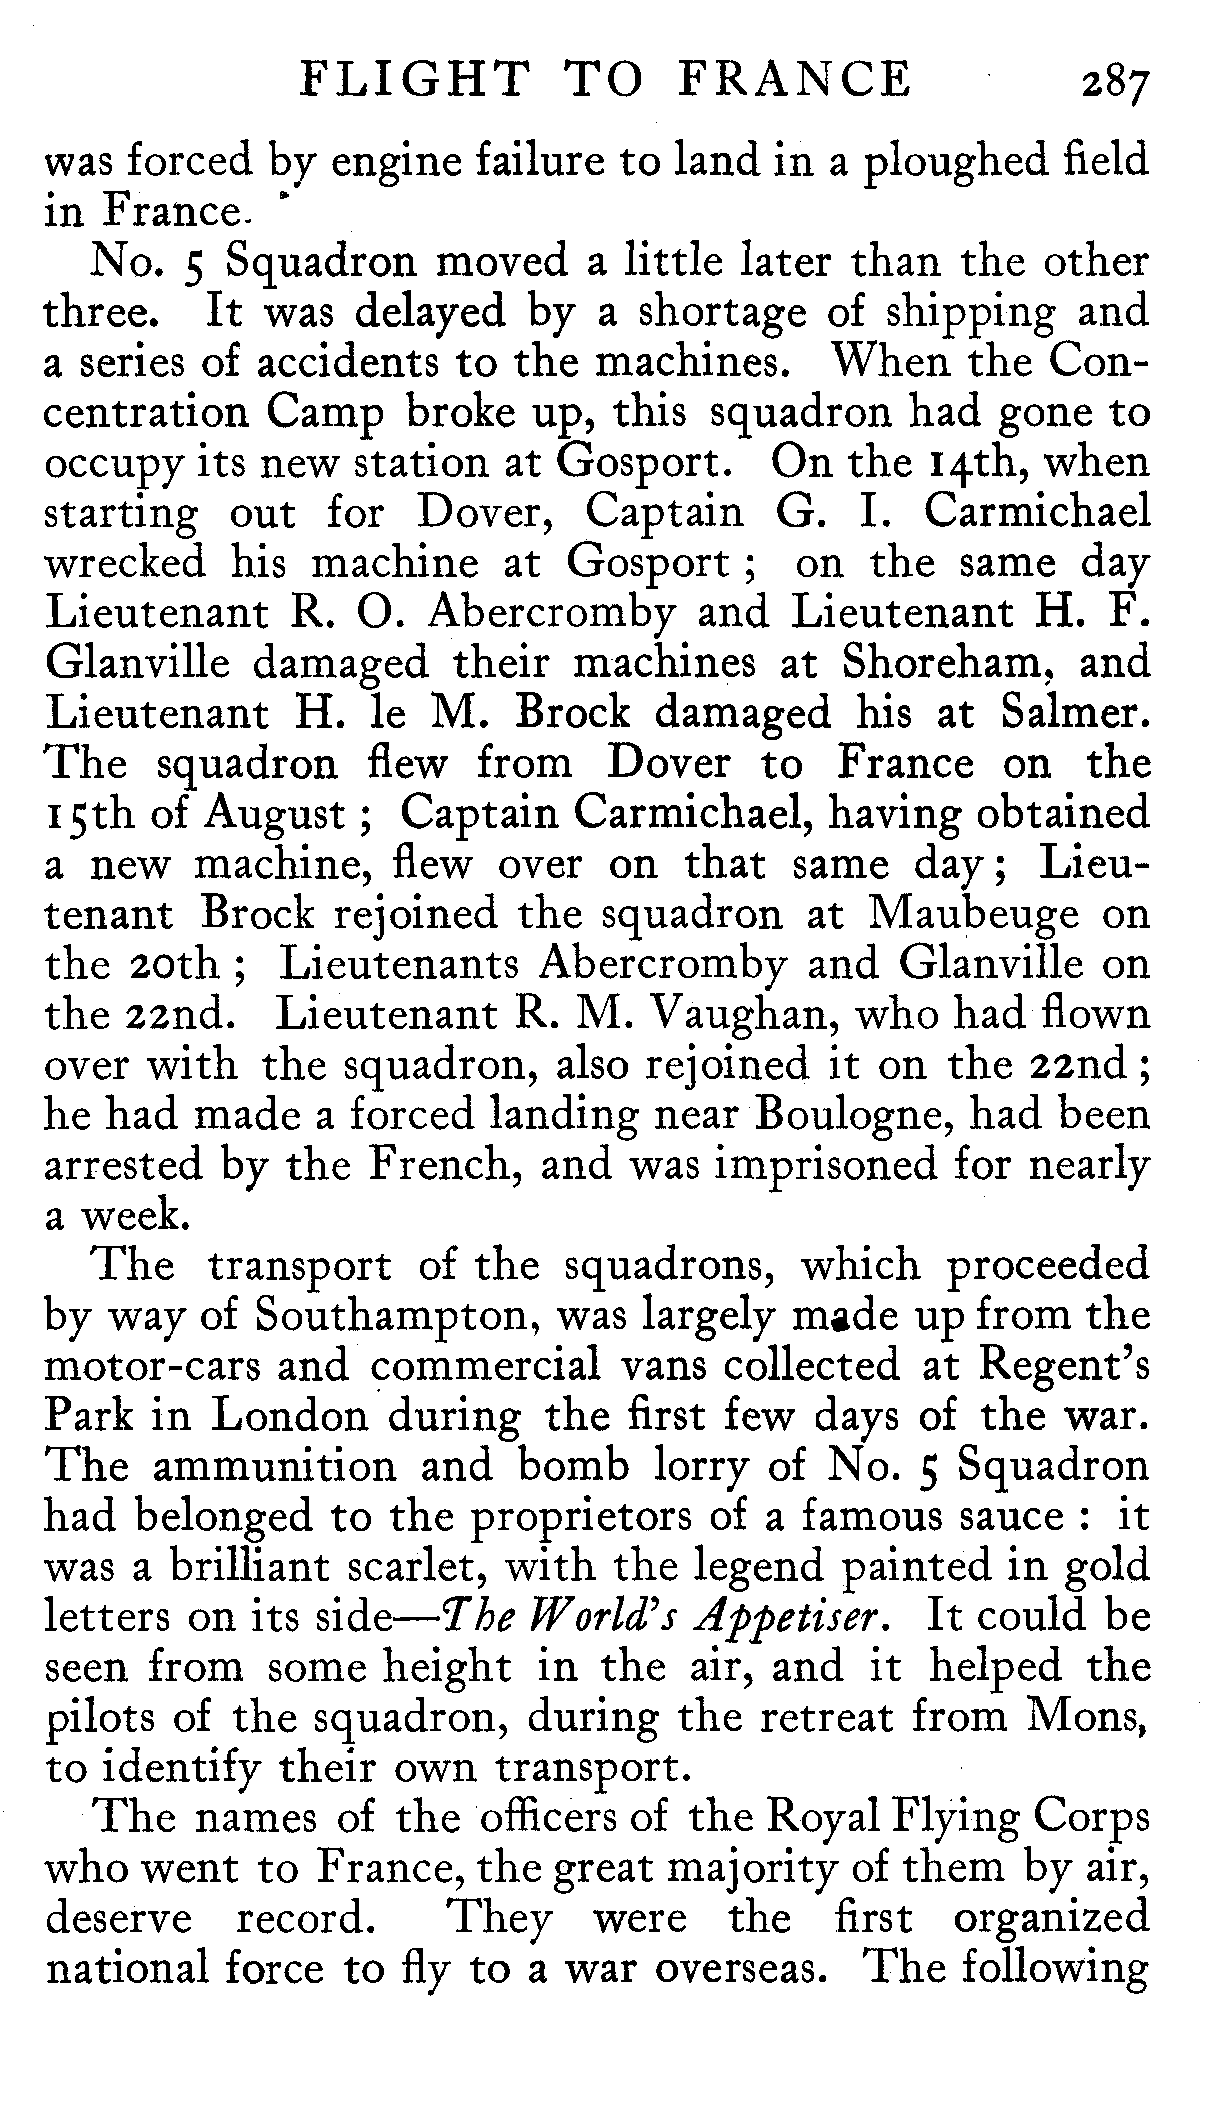 FLIGHT TO FRANCE 287
was forced by engine failure to land in a ploughed field
in France.
No. 5 Squadron moved a little later than the other
three. It was delayed by a shortage of shipping and
a series of accidents to the machines. When the Con-
centration Camp broke up, this squadron had gone to
occupy its new station at Gosport. On the 14th, when
starting out for Dover, Captain G. I. Carmichael
wrecked his machine at Gosport ; on the same day
Lieutenant R. O. Abercromby and Lieutenant H. F.
Glanville damaged their machines at Shoreham, and
Lieutenant H. le M. Brock damaged his at Salmer.
The squadron flew from Dover to France on the
15th of August ; Captain Carmichael, having obtained
a new machine, flew over on that same day ; Lieu-
tenant Brock rejoined the squadron at Maubeuge on
the 20th ; Lieutenants Abercromby and Glanville on
the 22nd. Lieutenant R. M. Vaughan, who had flown
over with the squadron, also rejoined it on the 22nd ;
he had made a forced landing near Boulogne, had been
arrested by the French, and was imprisoned for nearly
a week.
The transport of the squadrons, which proceeded
by way of Southampton, was largely made up from the
motor-cars and commercial vans collected at Regent's
Park in London during the first few days of the war.
The ammunition and bomb lorry of No. 5 Squadron
had belonged to the proprietors of a famous sauce : it
was a brilliant scarlet, with the legend painted in gold
letters on its side—The World's Appetiser. It could be
seen from some height in the air, and it helped the
pilots of the squadron, during the retreat from Mons,
to identify their own transport.
The names of the officers of the Royal Flying Corps
who went to France, the great majority of them by air,
deserve record. They were the first organized
national force to fly to a war overseas. The following